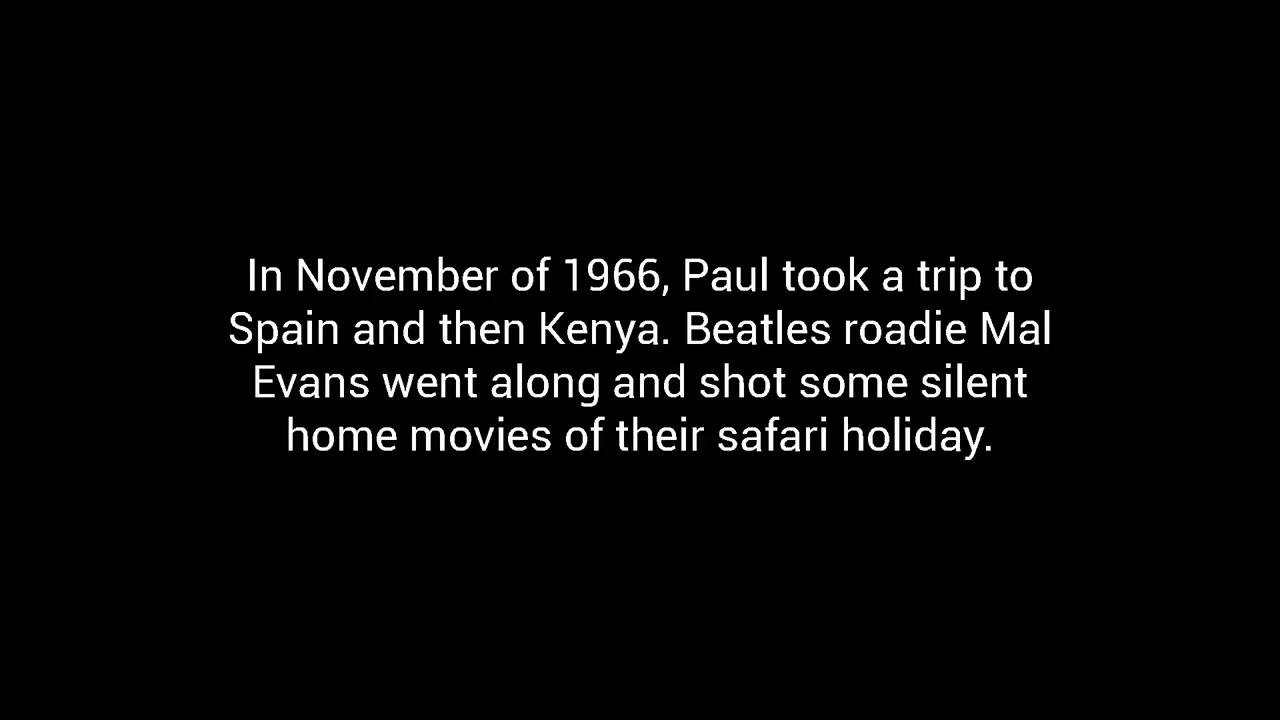 In November of 1966, Paul took a trip to
Spain and then Kenya. Beatles roadie Mal
Evans went along and shot some silent
home movies of their safari holiday.